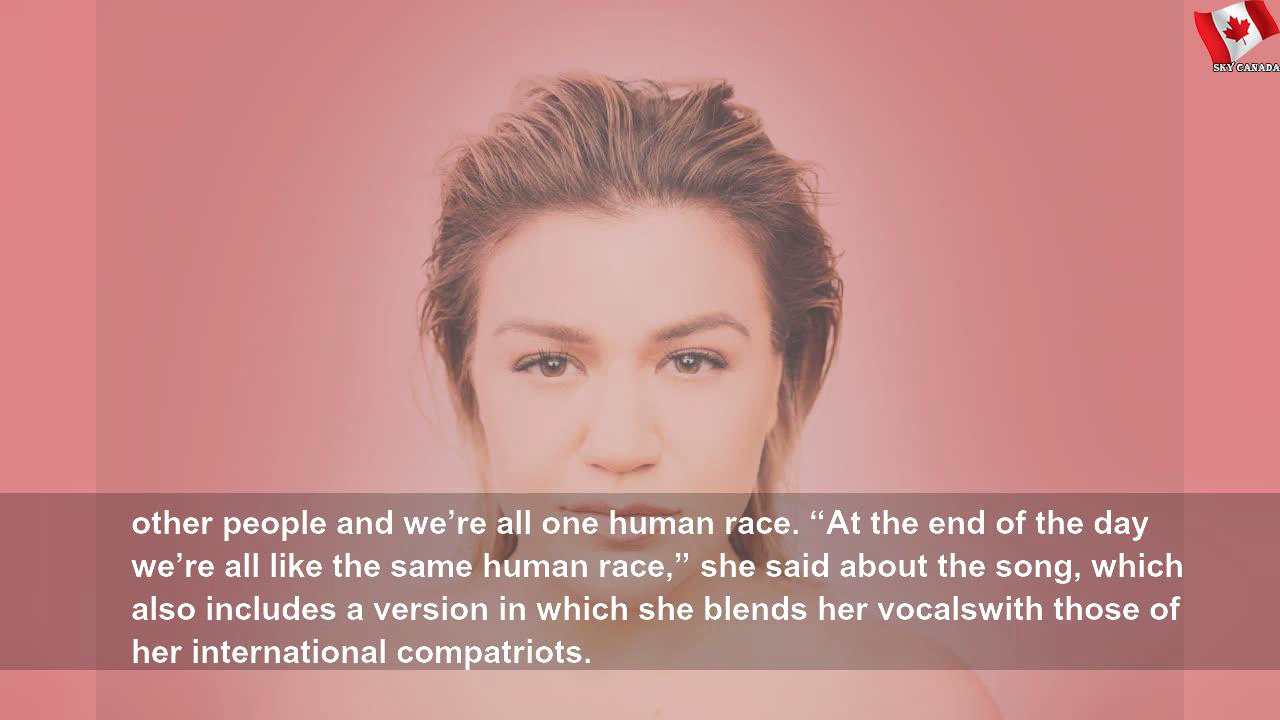 SKY CANADA
other people and we’re all one human race. “At the end of the day
we’re all like the same human race,” she said about the song, which
also includes a version in which she blends her vocalswith those of
her international compatriots.